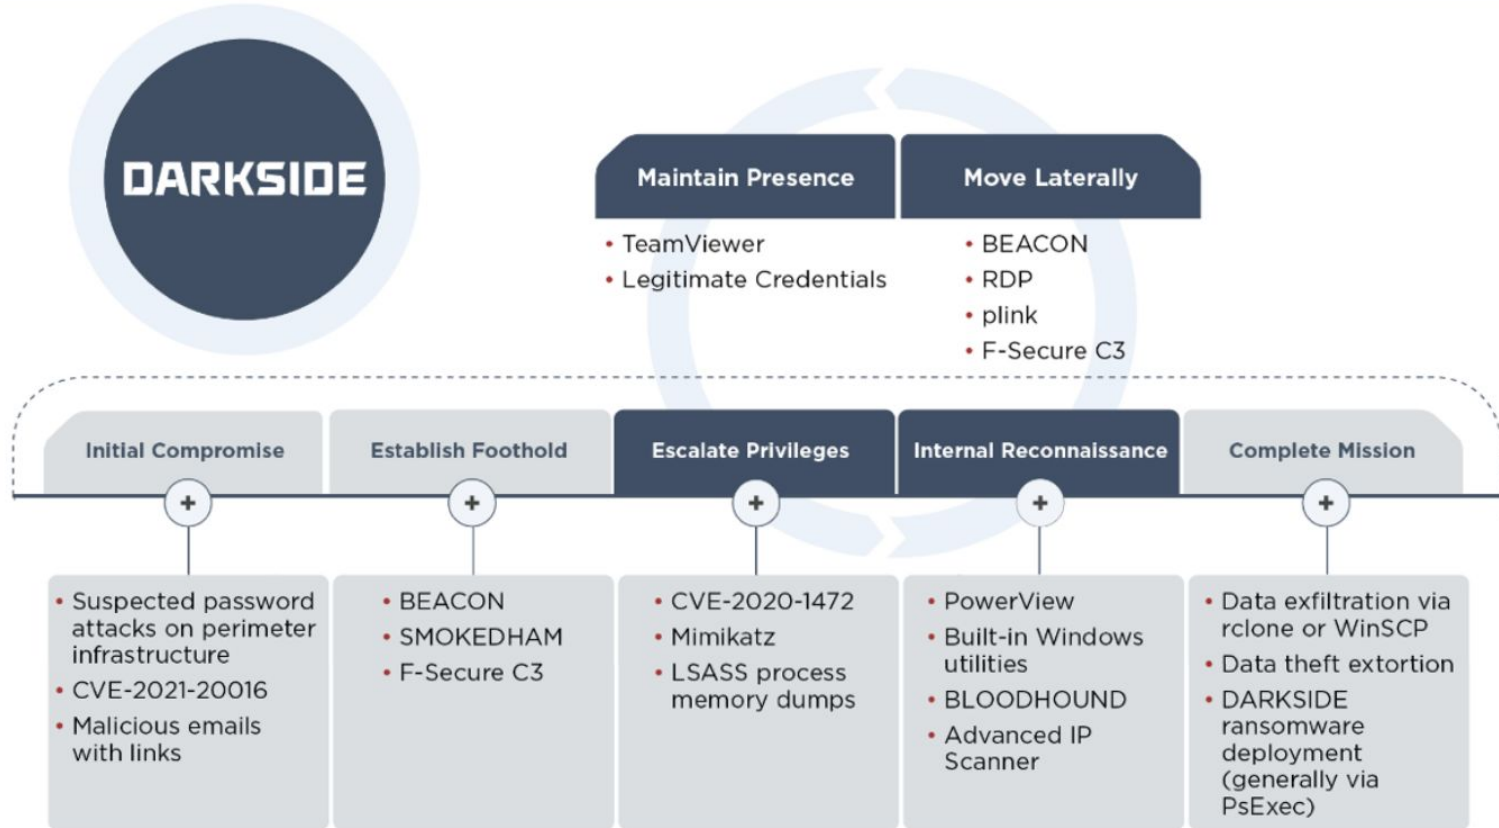 DARKSIDE
Maintain Presence
• TeamViewer
• Legitimate Credentials
Move Laterally
• BEACON
• RDP
• plink
• F-Secure C3
Initial Compromise
+
• Suspected password
attacks on perimeter
infrastructure
• CVE-2021-20016
• Malicious emails
with links
Establish Foothold
+
• BEACON
• SMOKEDHAM
• F-Secure C3
Escalate Privileges
+
• CVE-2020-1472
• Mimikatz
• LSASS process
memory dumps
Internal Reconnaissance
+
• PowerView
• Built-in Windows
utilities
• BLOODHOUND
• Advanced IP
Scanner
Complete Mission
+
• Data exfiltration via
rclone or WinSCP
• Data theft extortion
• DARKSIDE
ransomware
deployment
(generally via
PsExec)